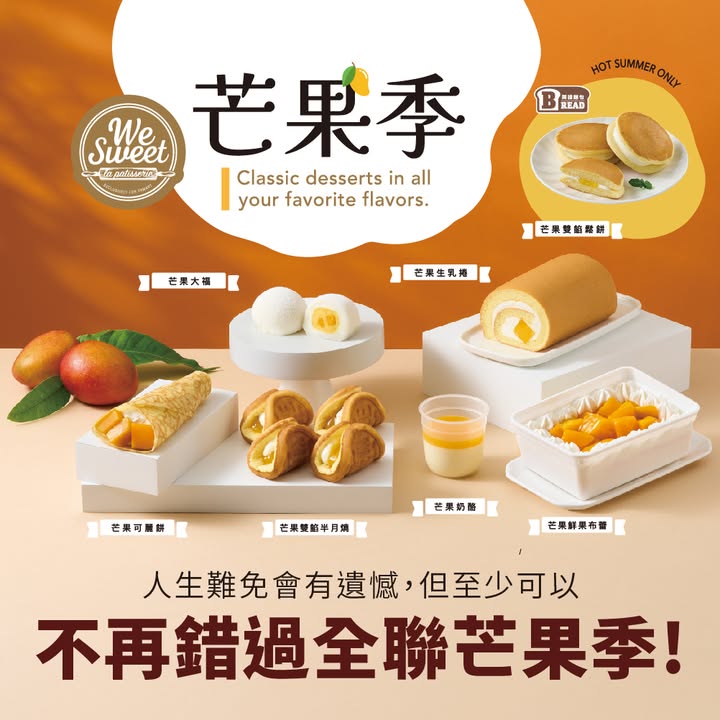 芒果季
Classic desserts in all
your favorite flavors.
We
Sweet
la patisserie
HOT SUMMER ONLY
BREAD
芒果雙餡鬆餅
芒果大福
芒果生乳捲
芒果可麗餅
芒果雙餡半月燒
芒果奶酪
芒果鮮果布蕾
人生難免會有遺憾，但至少可以
不再錯過全聯芒果季!